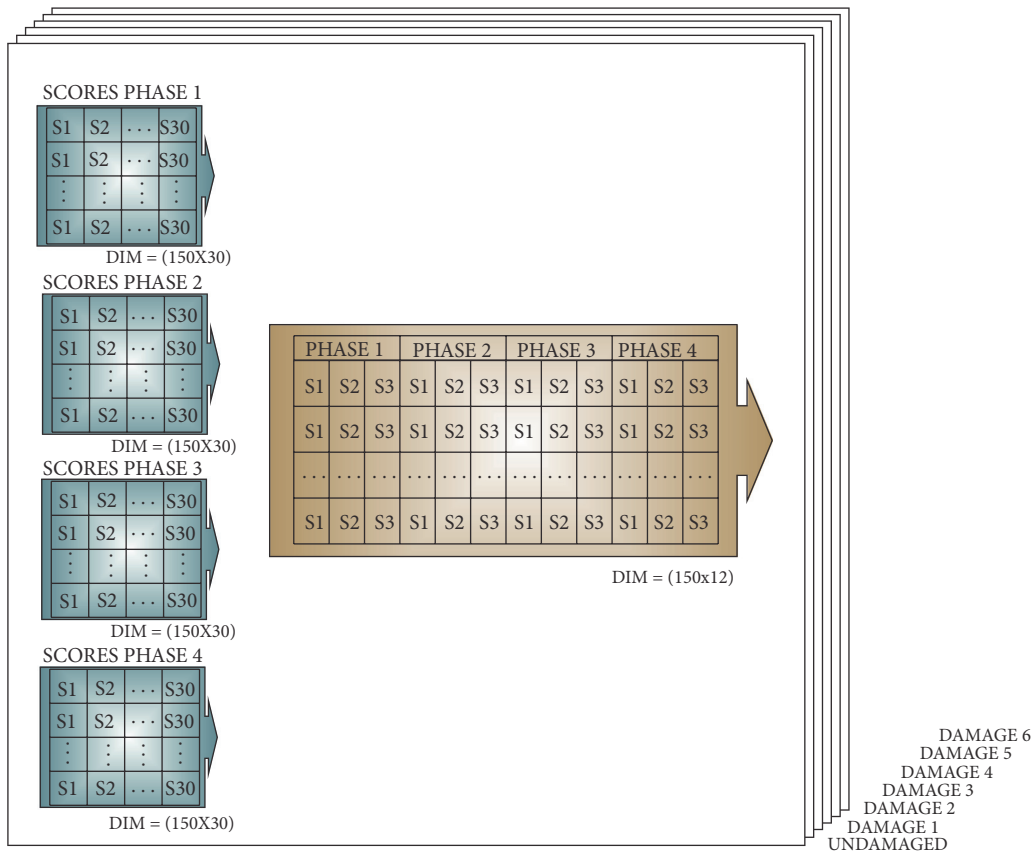 SCORES PHASE 1
S1 S2 ... S30
S1 S2 ... S30
⋮ ⋮ ⋮ ⋮
S1 S2 ... S30
DIM = (150X30)
SCORES PHASE 2
S1 S2 ... S30
S1 S2 ... S30
⋮ ⋮ ⋮ ⋮
S1 S2 ... S30
DIM = (150X30)
SCORES PHASE 3
S1 S2 ... S30
S1 S2 ... S30
⋮ ⋮ ⋮ ⋮
S1 S2 ... S30
DIM = (150X30)
SCORES PHASE 4
S1 S2 ... S30
S1 S2 ... S30
⋮ ⋮ ⋮ ⋮
S1 S2 ... S30
DIM = (150X30)
PHASE 1 PHASE 2 PHASE 3 PHASE 4
S1 S2 S3 S1 S2 S3 S1 S2 S3 S1 S2 S3
S1 S2 S3 S1 S2 S3 S1 S2 S3 S1 S2 S3
... ... ... ... ... ... ... ... ... ... ... ...
S1 S2 S3 S1 S2 S3 S1 S2 S3 S1 S2 S3
DIM = (150x12)
DAMAGE 6
DAMAGE 5
DAMAGE 4
DAMAGE 3
DAMAGE 2
DAMAGE 1
UNDAMAGED